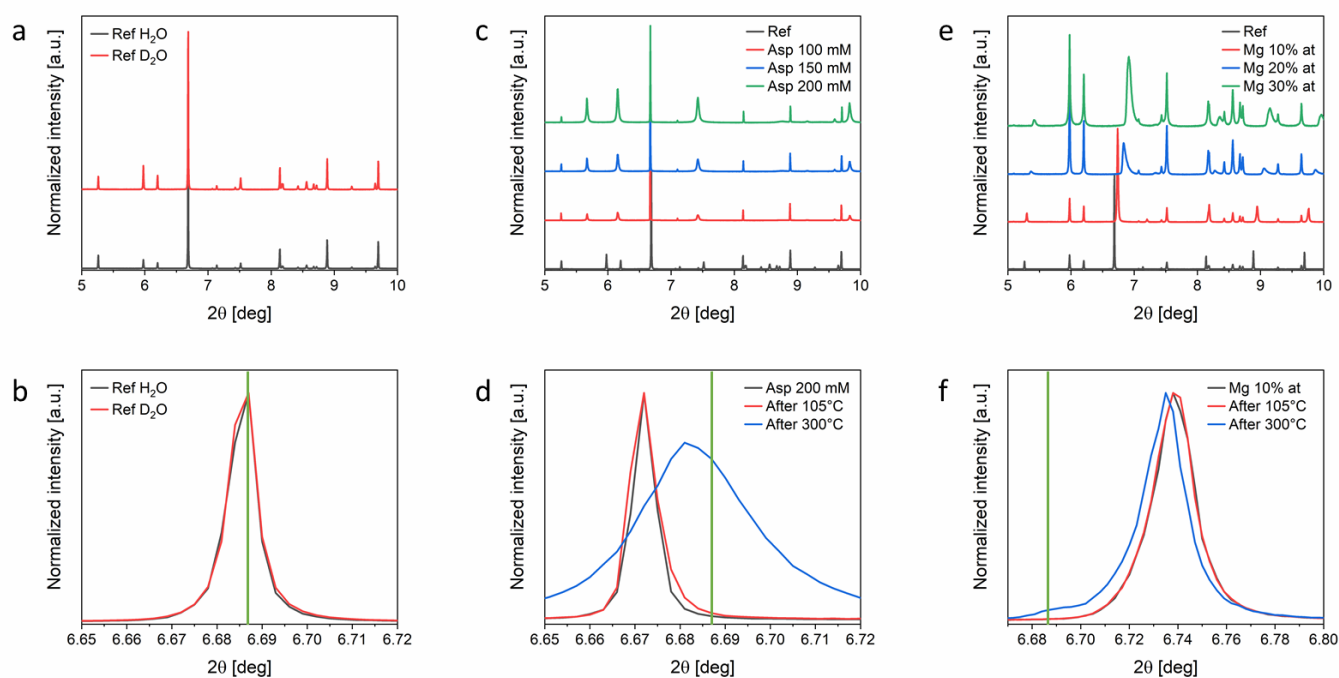 a
Normalized intensity [a.u.]
Ref H₂O
Ref D₂O
5 6 7 8 9 10
2θ [deg]
c
Normalized intensity [a.u.]
Ref
Asp 100 mM
Asp 150 mM
Asp 200 mM
5 6 7 8 9 10
2θ [deg]
e
Normalized intensity [a.u.]
Ref
Mg 10% at
Mg 20% at
Mg 30% at
5 6 7 8 9 10
2θ [deg]
b
Normalized intensity [a.u.]
Ref H₂O
Ref D₂O
6.65 6.66 6.67 6.68 6.69 6.70 6.71 6.72
2θ [deg]
d
Normalized intensity [a.u.]
Asp 200 mM
After 105°C
After 300°C
6.65 6.66 6.67 6.68 6.69 6.70 6.71 6.72
2θ [deg]
f
Normalized intensity [a.u.]
Mg 10% at
After 105°C
After 300°C
6.68 6.70 6.72 6.74 6.76 6.78 6.80
2θ [deg]